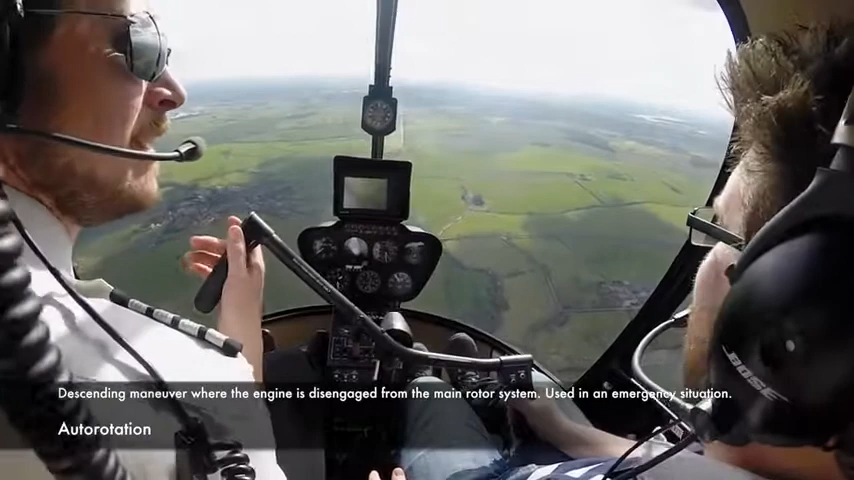 Descending maneuver where the engine is disengaged from the main rotor system. Used in an emergency situation.
Autorotation
BOSE